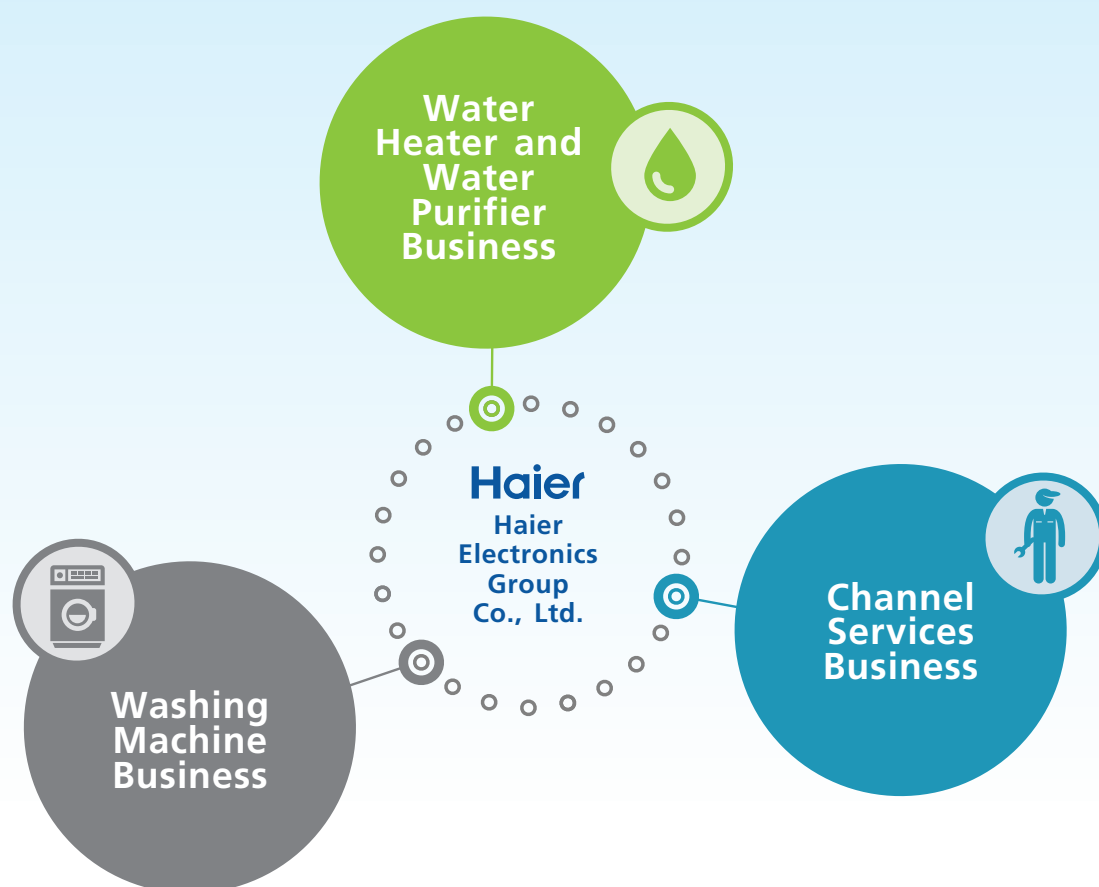 Water
Heater and
Water
Purifier
Business
Haier
Haier
Electronics
Group
Co., Ltd.
Channel
Services
Business
Washing
Machine
Business